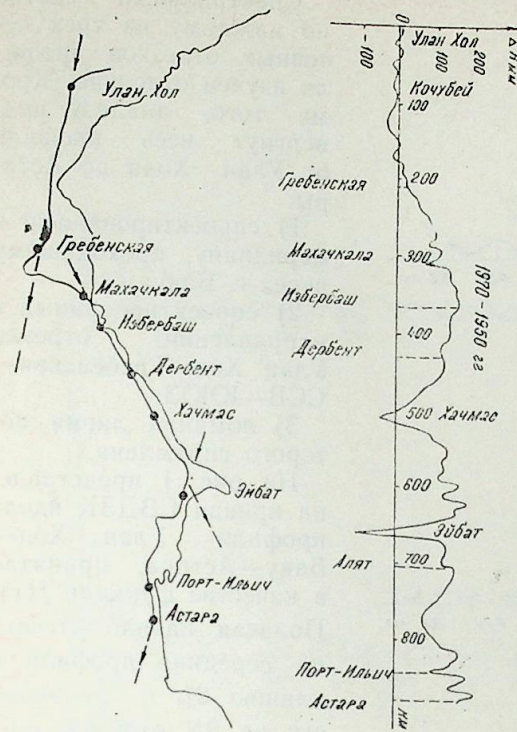 Улан Хол
Гребенская
Махачкала
Избербаш
Дербент
Хачмас
Эйбат
Порт-Ильич
Астара
100
0
100
200
Δ h мм
Улан Хол
Кочубей
100
Гребенская
200
Махачкала
300
Избербаш
1970-1950 гг
400
Дербент
500 Хачмас
600
Эйбат
Алят
700
800
Порт-Ильич
Астара
км